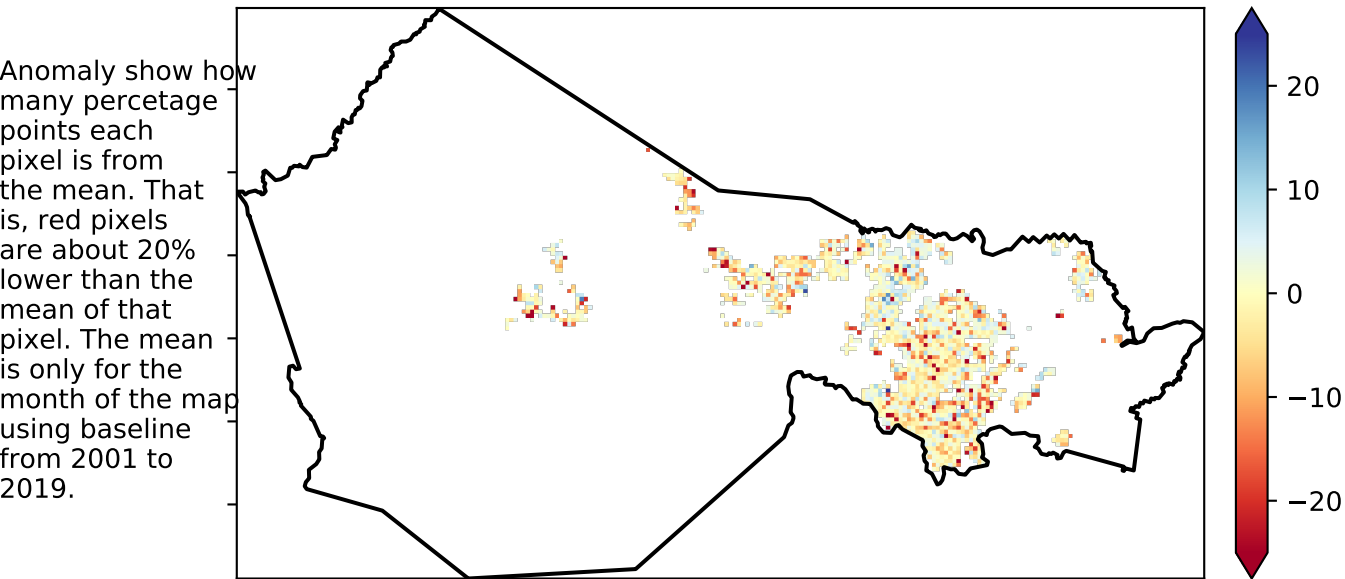 Anomaly show how
many percetage
points each
pixel is from
the mean. That
is, red pixels
are about 20%
lower than the
mean of that
pixel. The mean
is only for the
month of the map
using baseline
from 2001 to
2019.
20
10
0
−10
−20